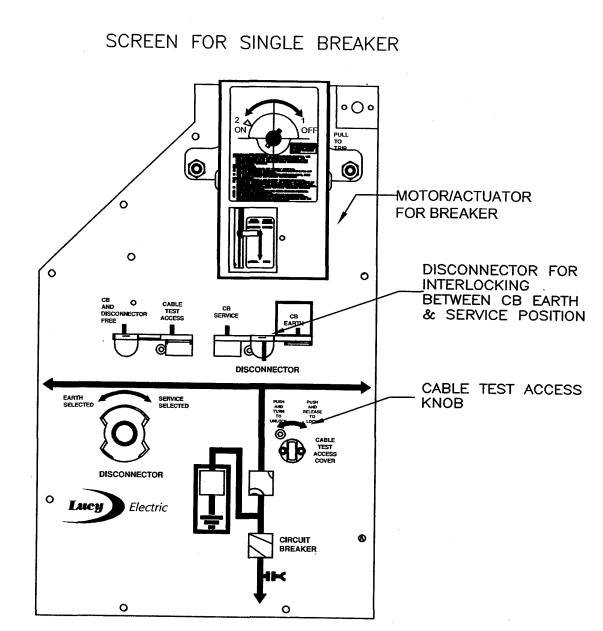 SCREEN FOR SINGLE BREAKER
2
ON
1
OFF
PULL
TO
TRIP
MOTOR/ACTUATOR
FOR BREAKER
DISCONNECTOR FOR
INTERLOCKING
BETWEEN CB EARTH
& SERVICE POSITION
CB
AND
DISCONNECTOR
FREE
CABLE
TEST
ACCESS
CB
SERVICE
CB
EARTH
DISCONNECTOR
CABLE TEST ACCESS
KNOB
EARTH
SELECTED
SERVICE
SELECTED
DISCONNECTOR
PUSH
AND
TURN
TO
UNLOCK
PUSH
AND
RELEASE
TO
LOCK
CABLE
TEST
ACCESS
COVER
Lucy Electric
CIRCUIT
BREAKER